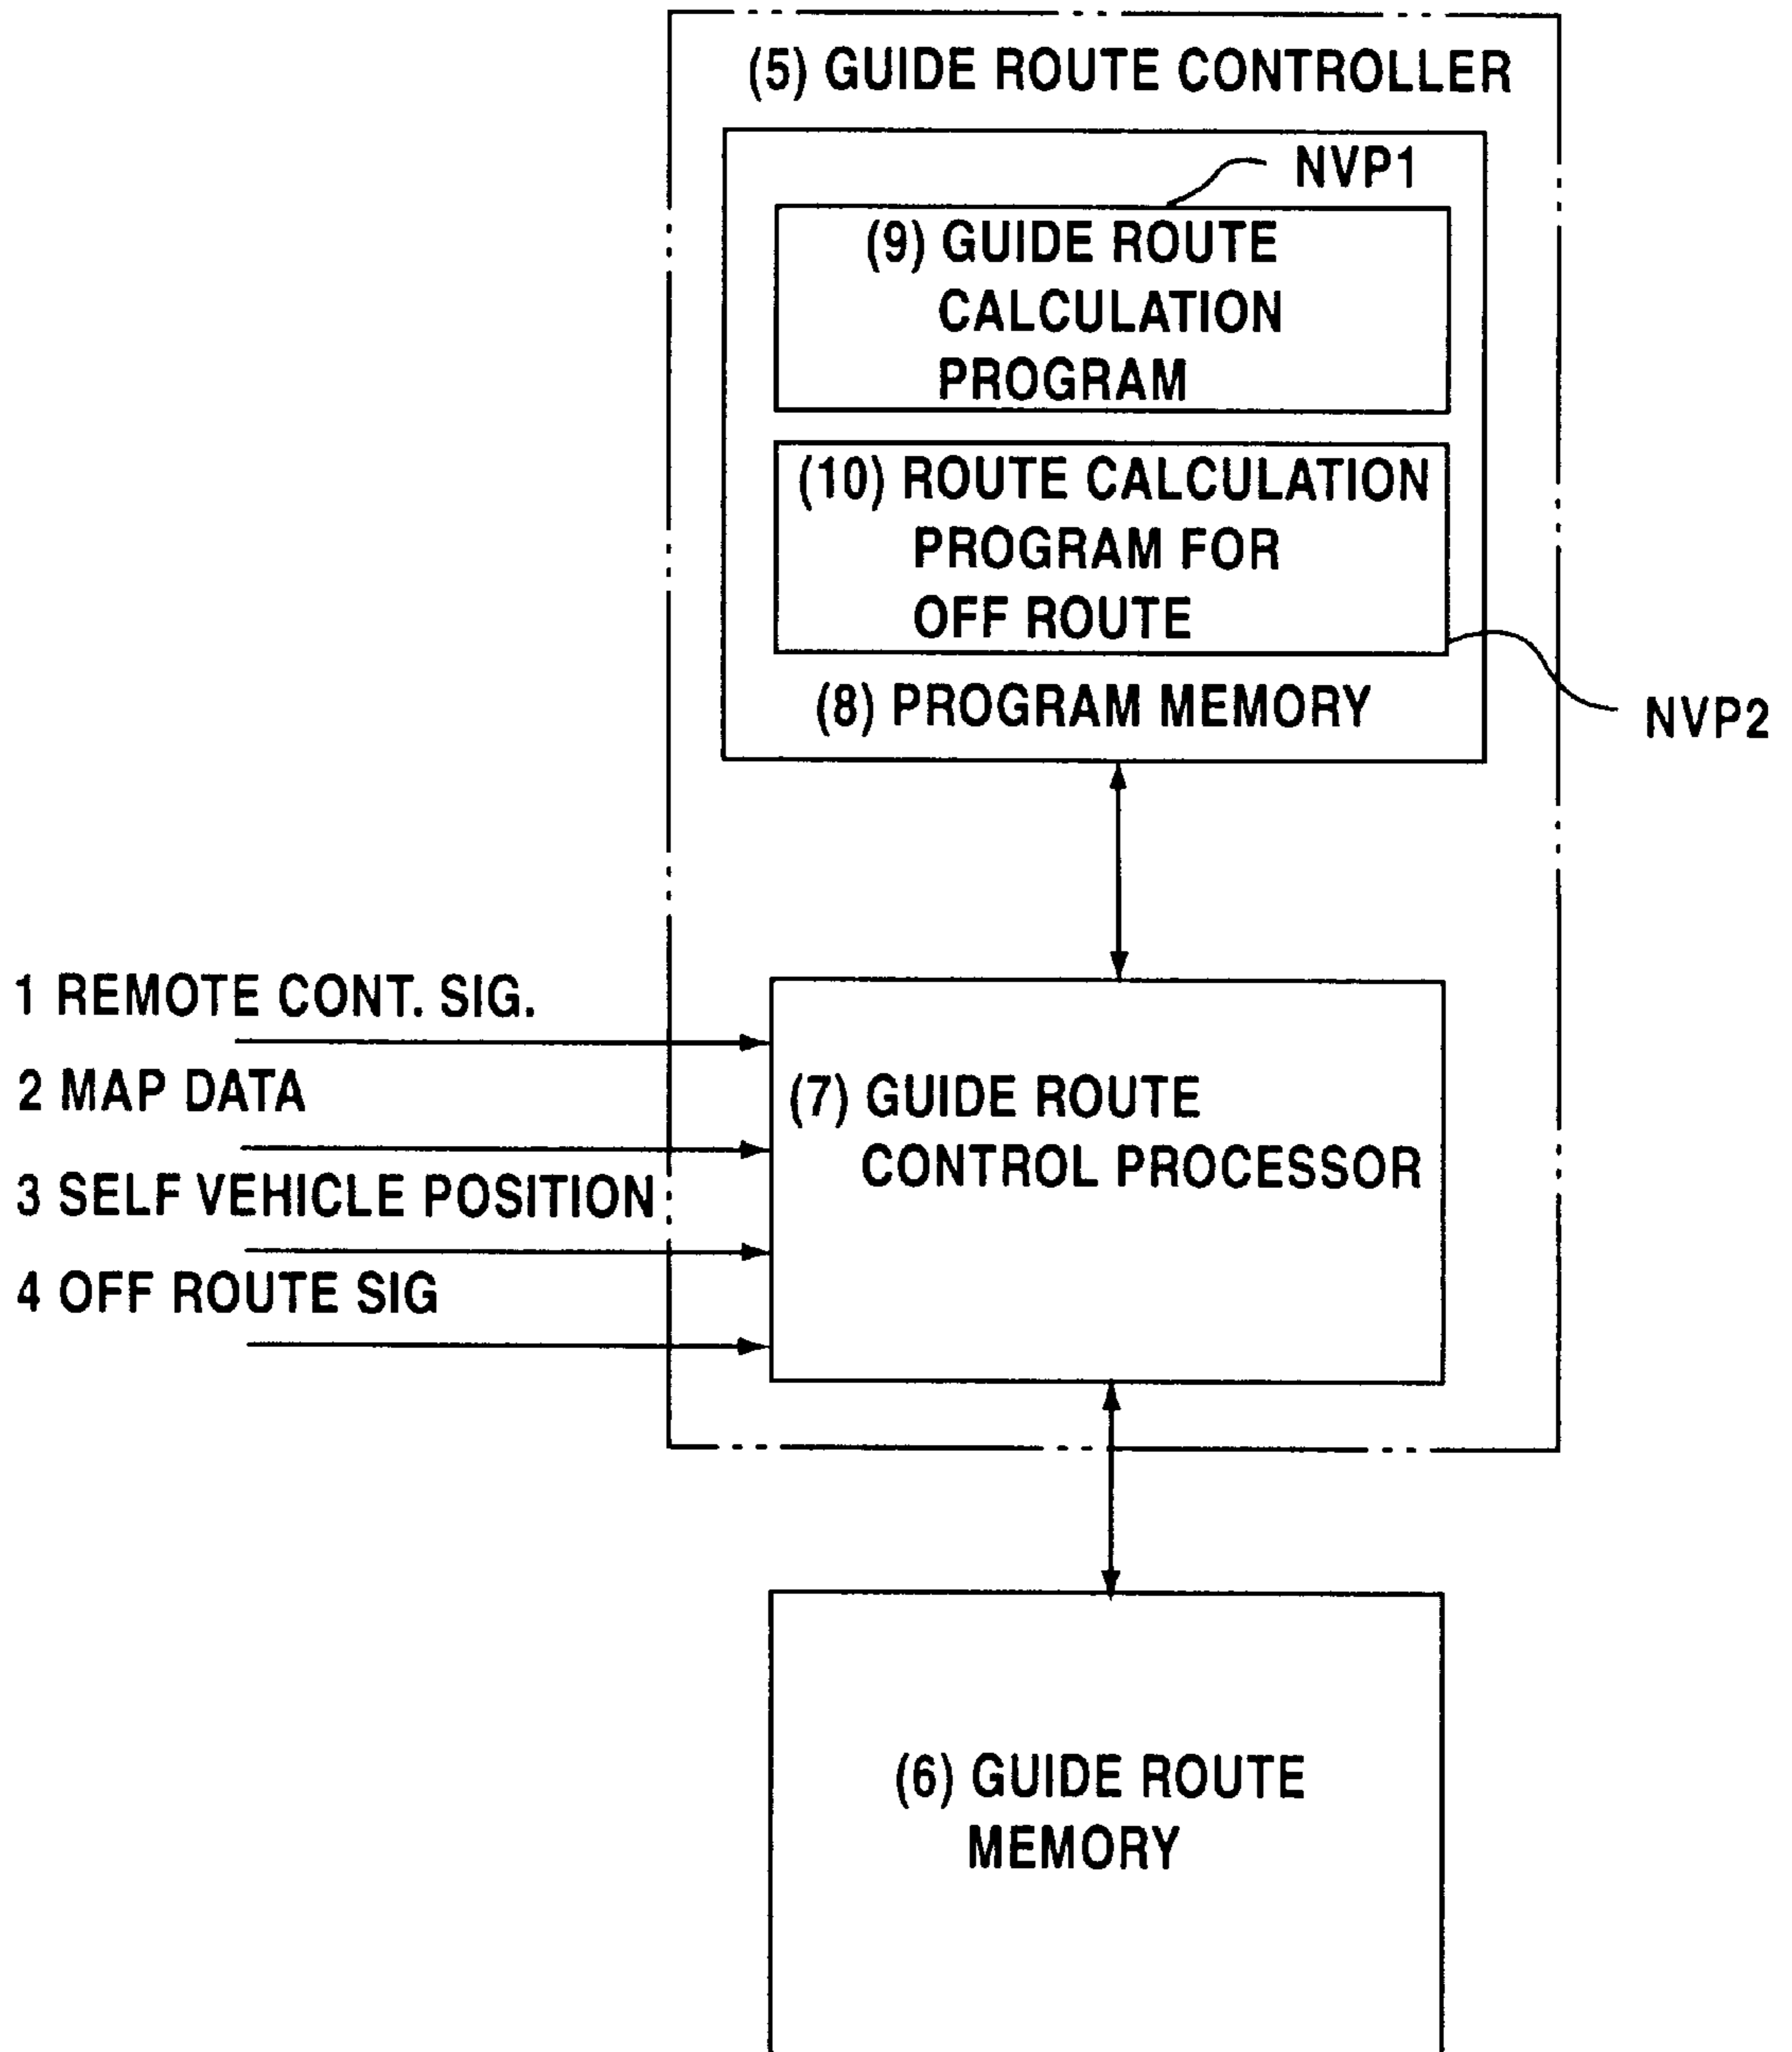 (5) GUIDE ROUTE CONTROLLER
NVP1
(9) GUIDE ROUTE
CALCULATION
PROGRAM
(10) ROUTE CALCULATION
PROGRAM FOR
OFF ROUTE
(8) PROGRAM MEMORY
NVP2
1 REMOTE CONT. SIG.
2 MAP DATA
3 SELF VEHICLE POSITION
4 OFF ROUTE SIG
(7) GUIDE ROUTE
CONTROL PROCESSOR
(6) GUIDE ROUTE
MEMORY